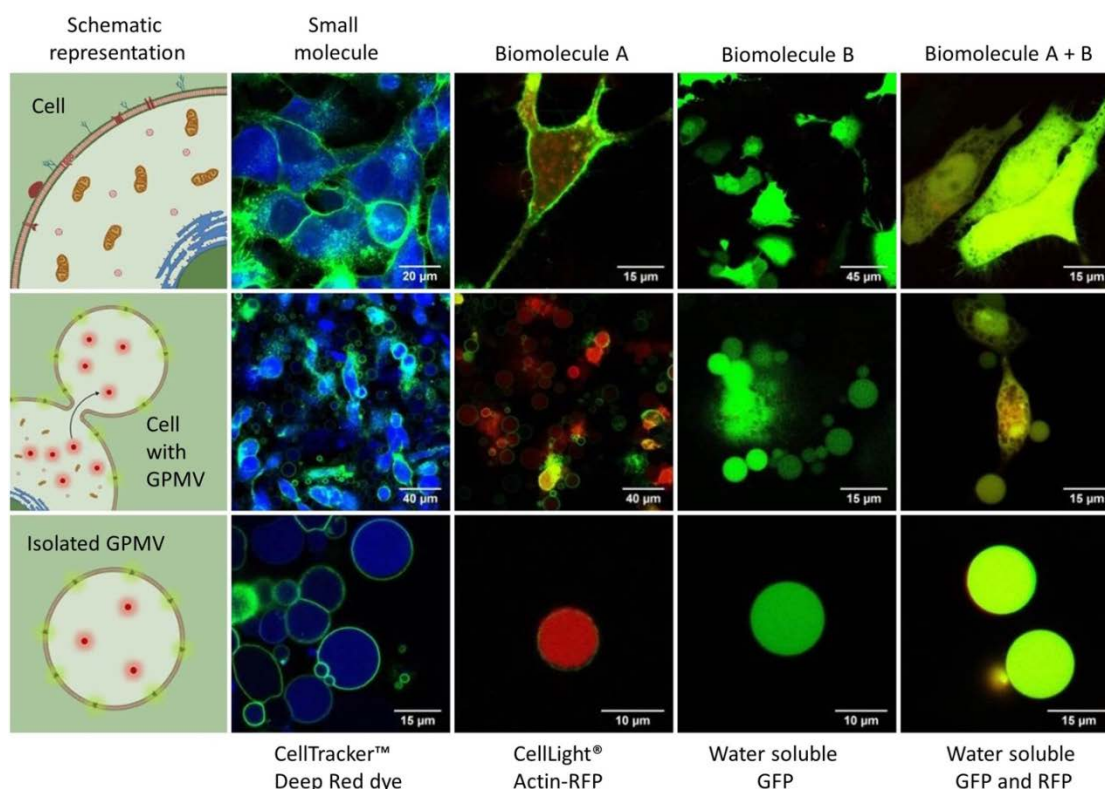 Schematic
representation
Small
molecule
Biomolecule A
Biomolecule B
Biomolecule A + B
Cell
20 µm
15 µm
45 µm
15 µm
Cell
with
GPMV
40 µm
40 µm
15 µm
15 µm
Isolated GPMV
15 µm
10 µm
10 µm
15 µm
CellTracker™
Deep Red dye
CellLight®
Actin-RFP
Water soluble
GFP
Water soluble
GFP and RFP